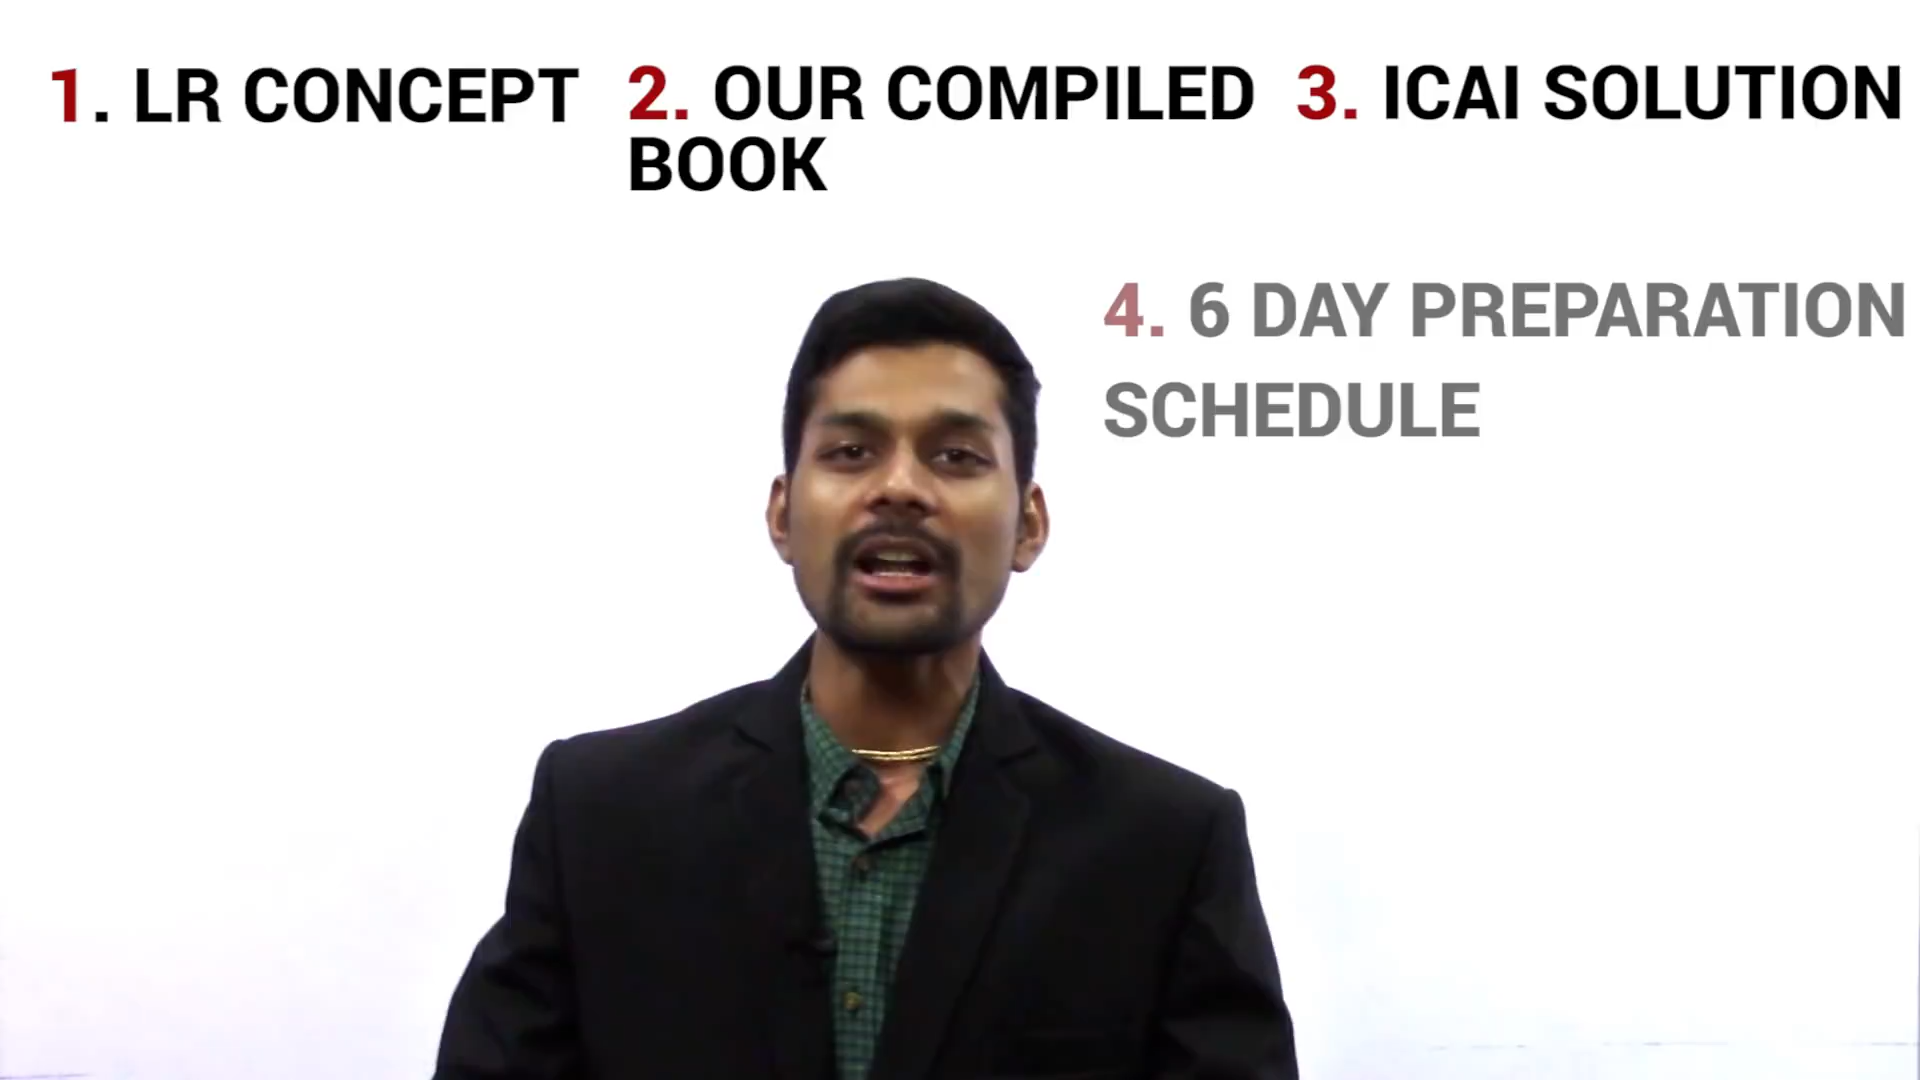 1. LR CONCEPT
2. OUR COMPILED
BOOK
3. ICAI SOLUTION
4. 6 DAY PREPARATION
SCHEDULE